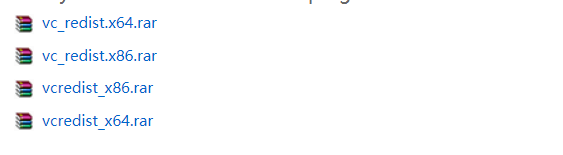 vc_redist.x64.rar
vc_redist.x86.rar
vcredist_x86.rar
vcredist_x64.rar